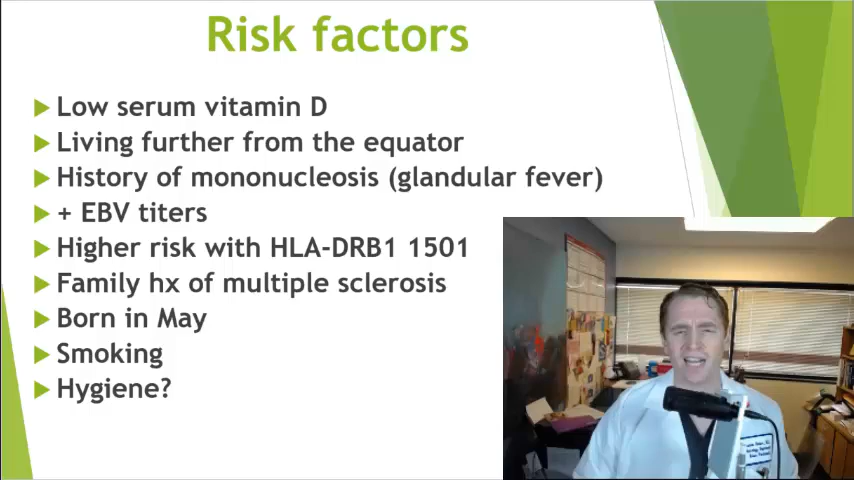 Risk factors
Low serum vitamin D
Living further from the equator
History of mononucleosis (glandular fever)
+ EBV titers
Higher risk with HLA-DRB1 1501
Family hx of multiple sclerosis
Born in May
Smoking
Hygiene?